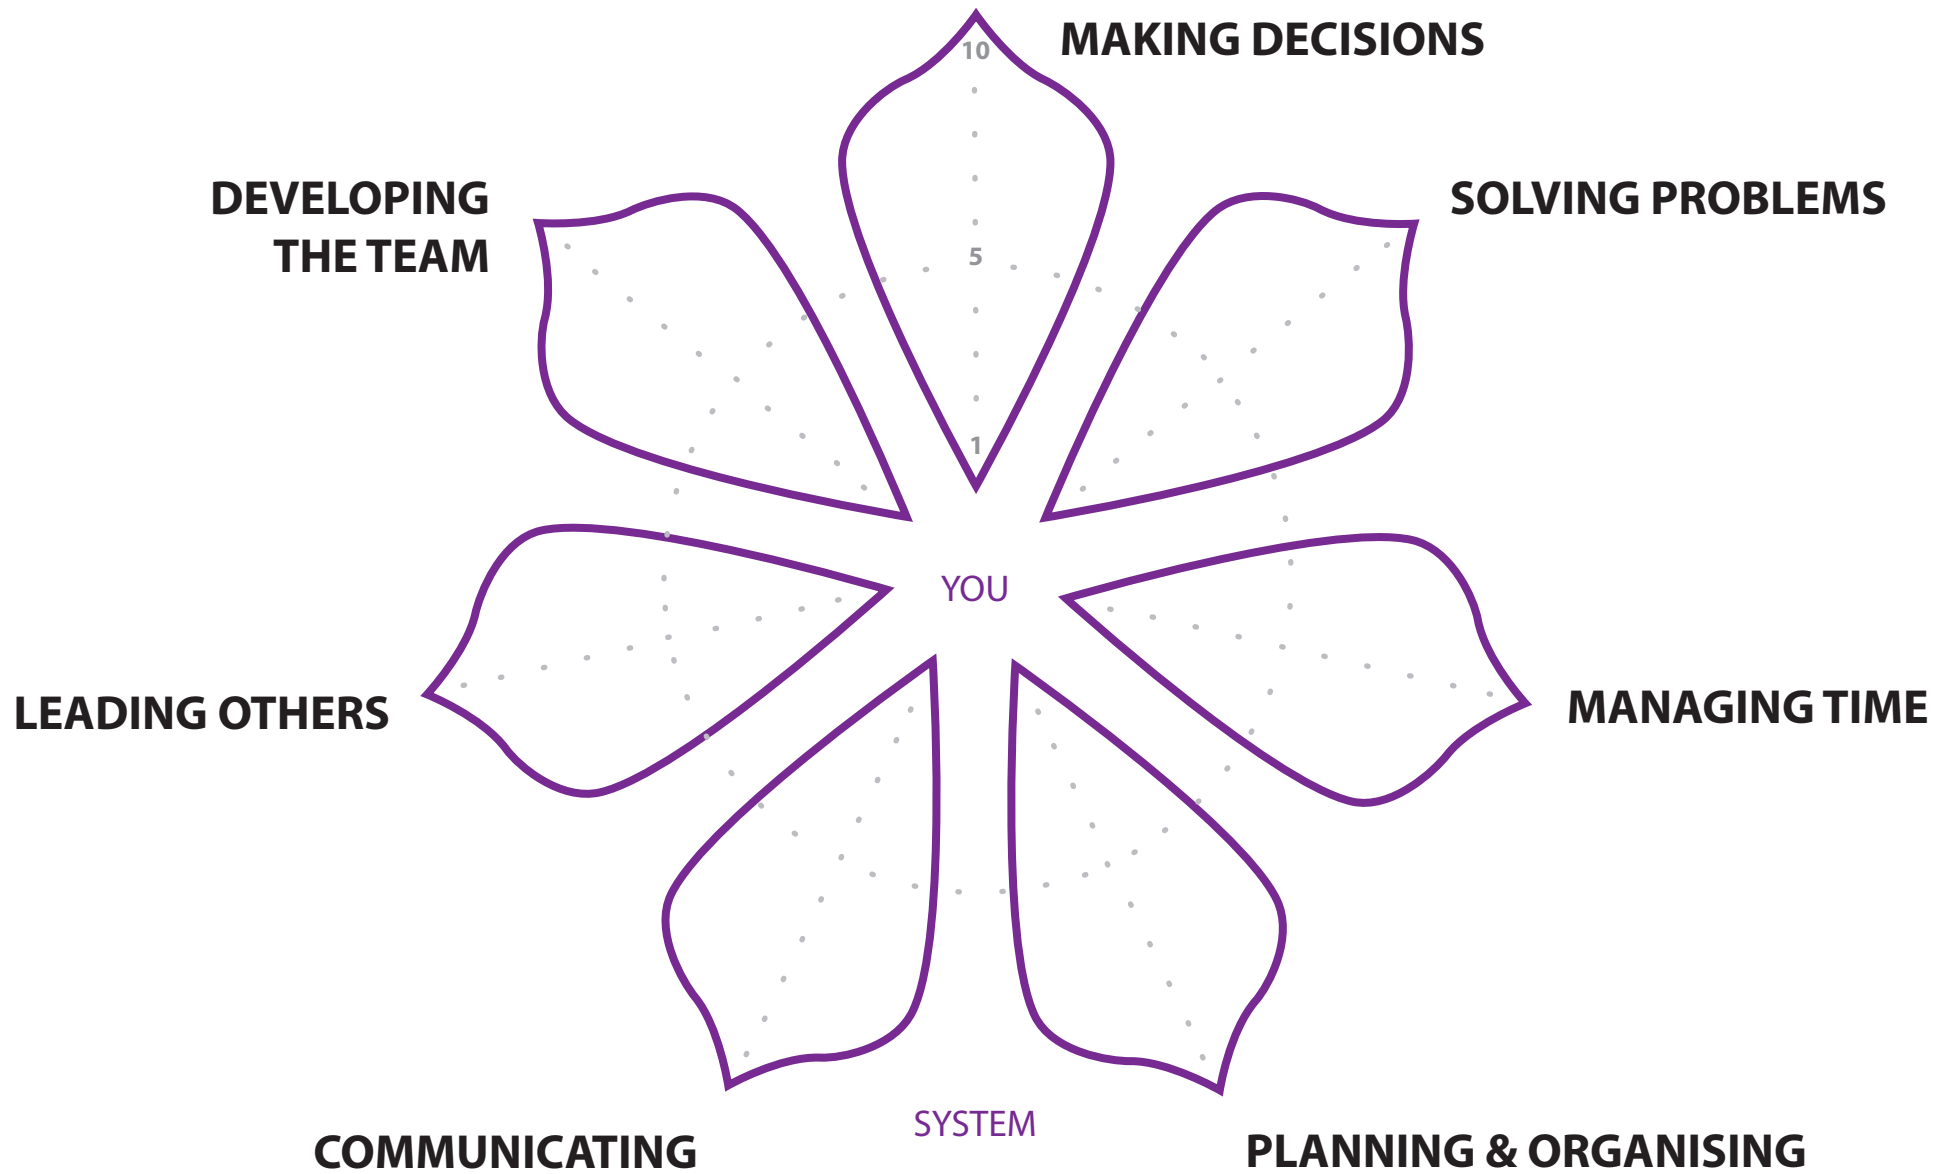 MAKING DECISIONS
10
DEVELOPING
THE TEAM
SOLVING PROBLEMS
5
1
YOU
LEADING OTHERS
MANAGING TIME
SYSTEM
COMMUNICATING
PLANNING & ORGANISING